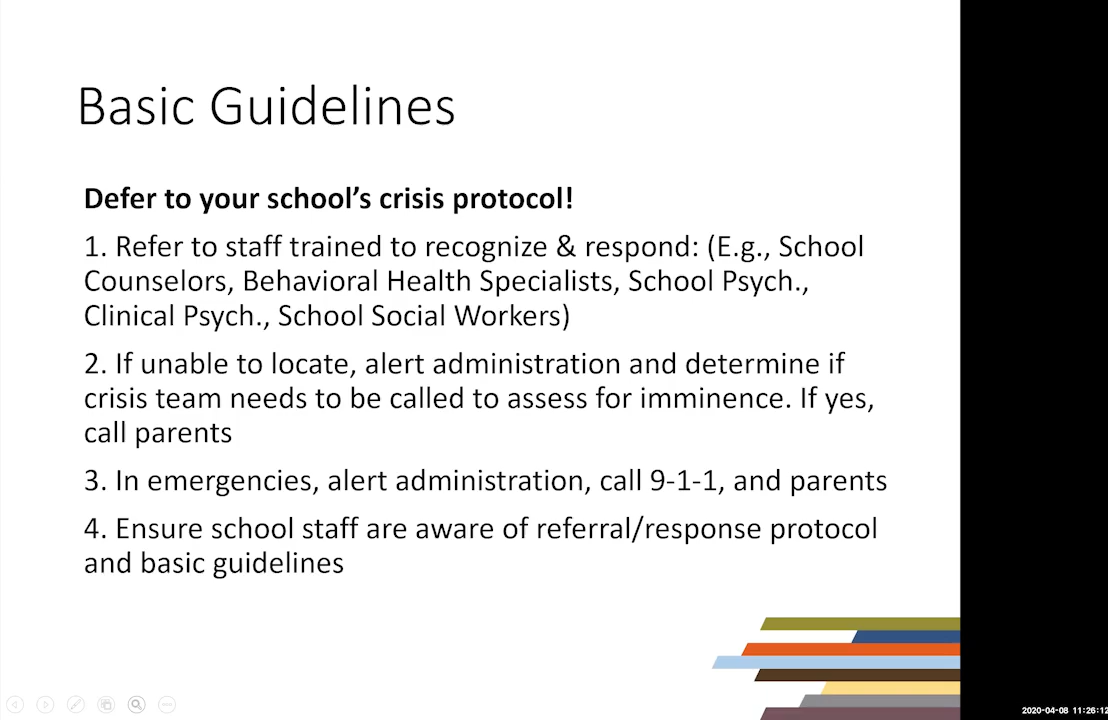 Basic Guidelines
Defer to your school’s crisis protocol!
1. Refer to staff trained to recognize & respond: (E.g., School
Counselors, Behavioral Health Specialists, School Psych.,
Clinical Psych., School Social Workers)
2. If unable to locate, alert administration and determine if
crisis team needs to be called to assess for imminence. If yes,
call parents
3. In emergencies, alert administration, call 9-1-1, and parents
4. Ensure school staff are aware of referral/response protocol
and basic guidelines
2020-04-08 11:26:12